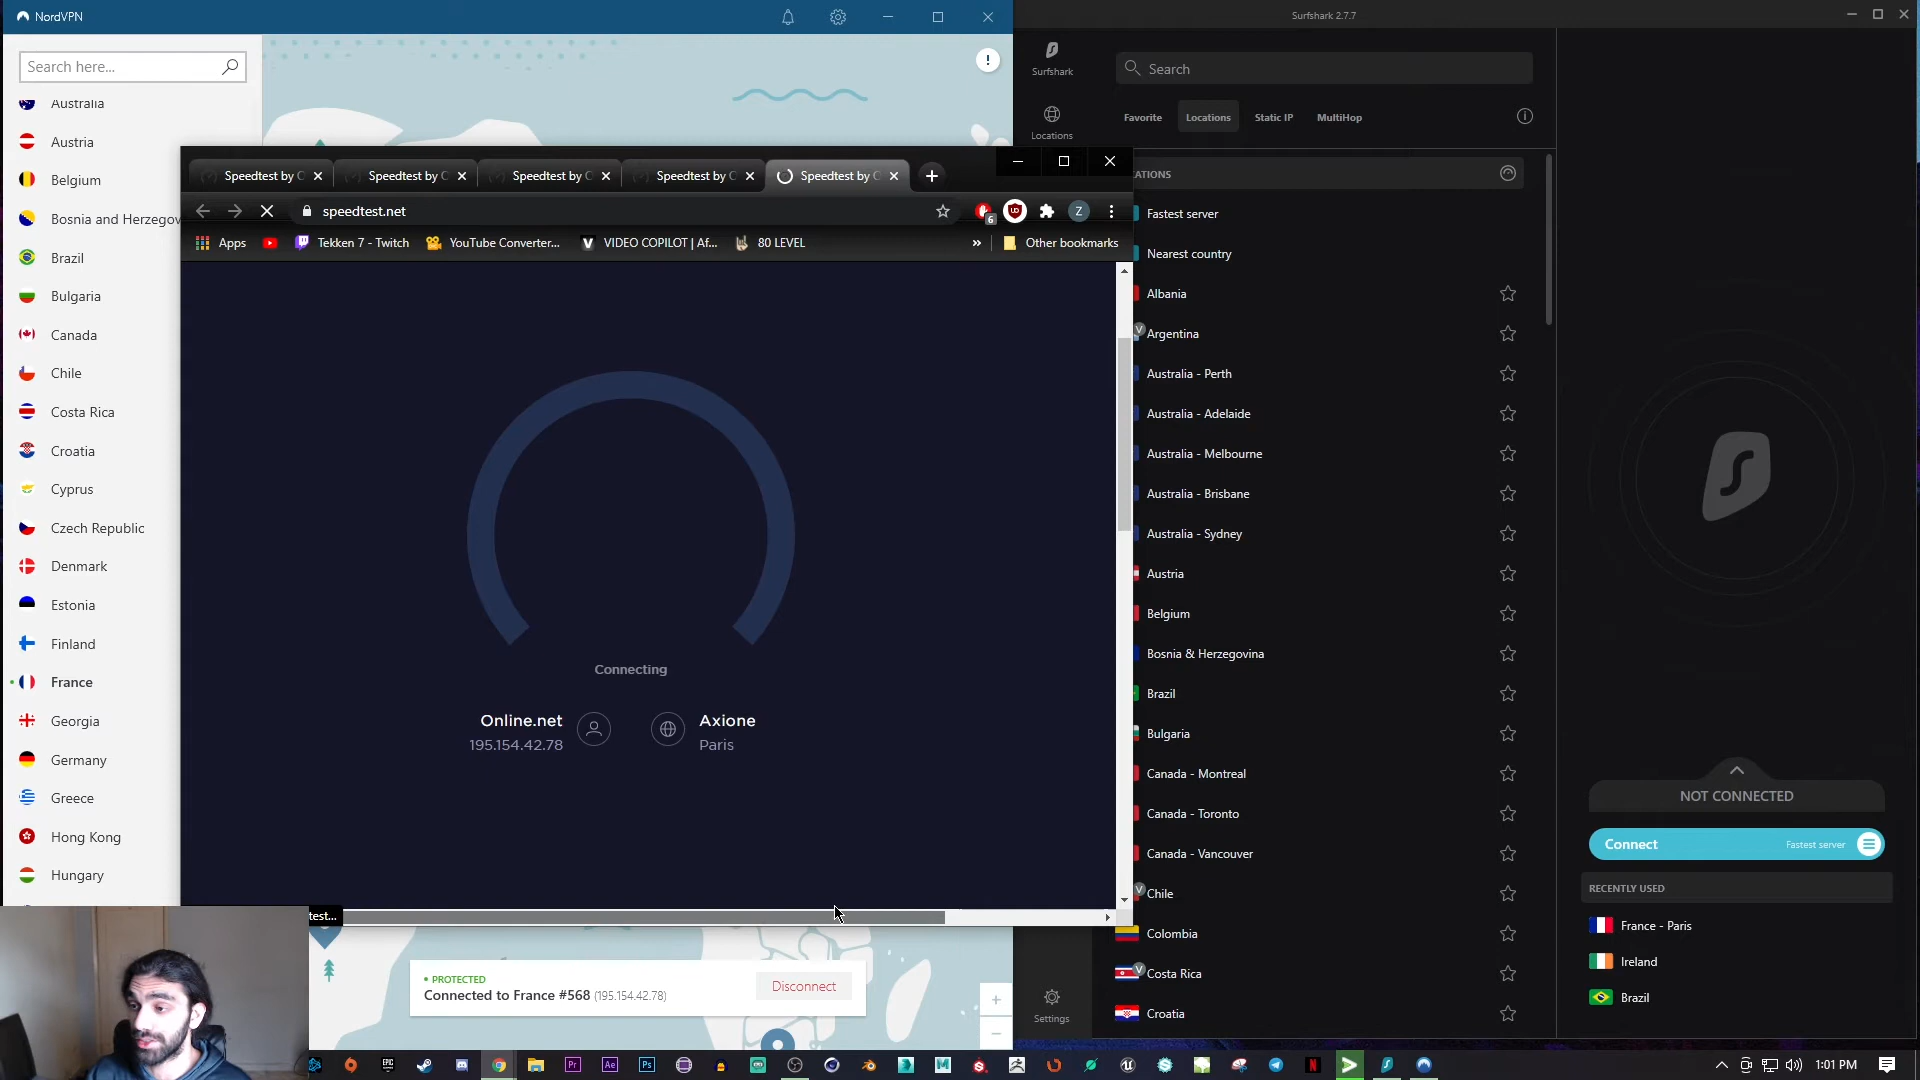 NordVPN
Surfshark 2.7.7
Search here...
Australia
Austria
Belgium
Bosnia and Herzegov
Brazil
Bulgaria
Canada
Chile
Costa Rica
Croatia
Cyprus
Czech Republic
Denmark
Estonia
Finland
France
Georgia
Germany
Greece
Hong Kong
Hungary
Speedtest by
Speedtest by
Speedtest by
Speedtest by
Speedtest by
speedtest.net
6
Z
Apps
Tekken 7 - Twitch
YouTube Converter...
VIDEO COPILOT | Af...
80 LEVEL
»
Other bookmarks
Connecting
Online.net
195.154.42.78
Axione
Paris
test...
PROTECTED
Connected to France #568 (195.154.42.78)
Disconnect
Surfshark
Locations
Settings
Search
Favorite
Locations
Static IP
MultiHop
CATIONS
Fastest server
Nearest country
Albania
Argentina
Australia - Perth
Australia - Adelaide
Australia - Melbourne
Australia - Brisbane
Australia - Sydney
Austria
Belgium
Bosnia & Herzegovina
Brazil
Bulgaria
Canada - Montreal
Canada - Toronto
Canada - Vancouver
Chile
Colombia
Costa Rica
Croatia
NOT CONNECTED
Connect
Fastest server
RECENTLY USED
France - Paris
Ireland
Brazil
1:01 PM